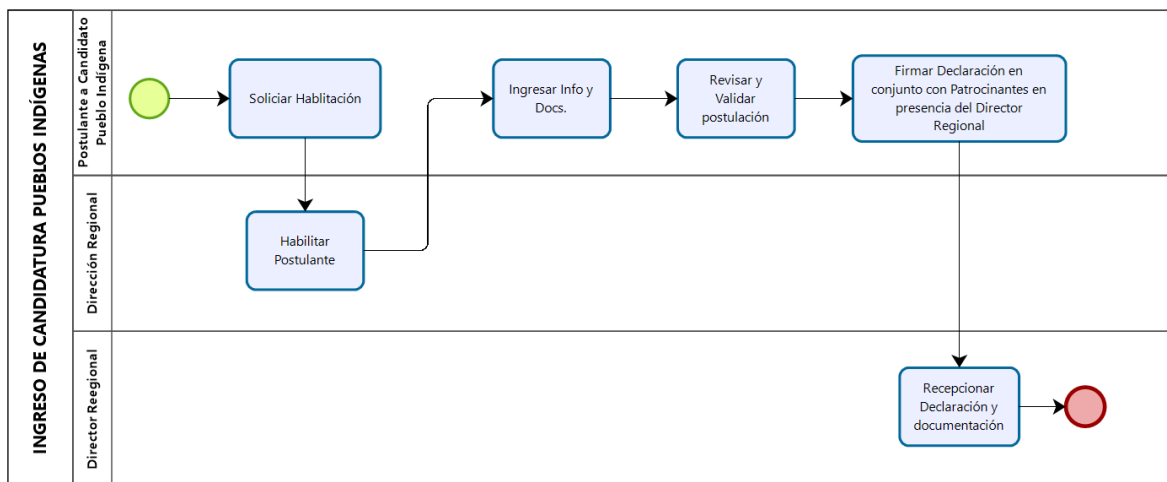 INGRESO DE CANDIDATURA PUEBLOS INDÍGENAS
Postulante a Candidato
Pueblo Indígena
Soliciar Hablitación
Ingresar Info y
Docs.
Revisar y
Validar
postulación
Firmar Declaración en
conjunto con Patrocinantes en
presencia del Director
Regional
Dirección Regional
Habilitar
Postulante
Director Reegional
Recepcionar
Declaración y
documentación